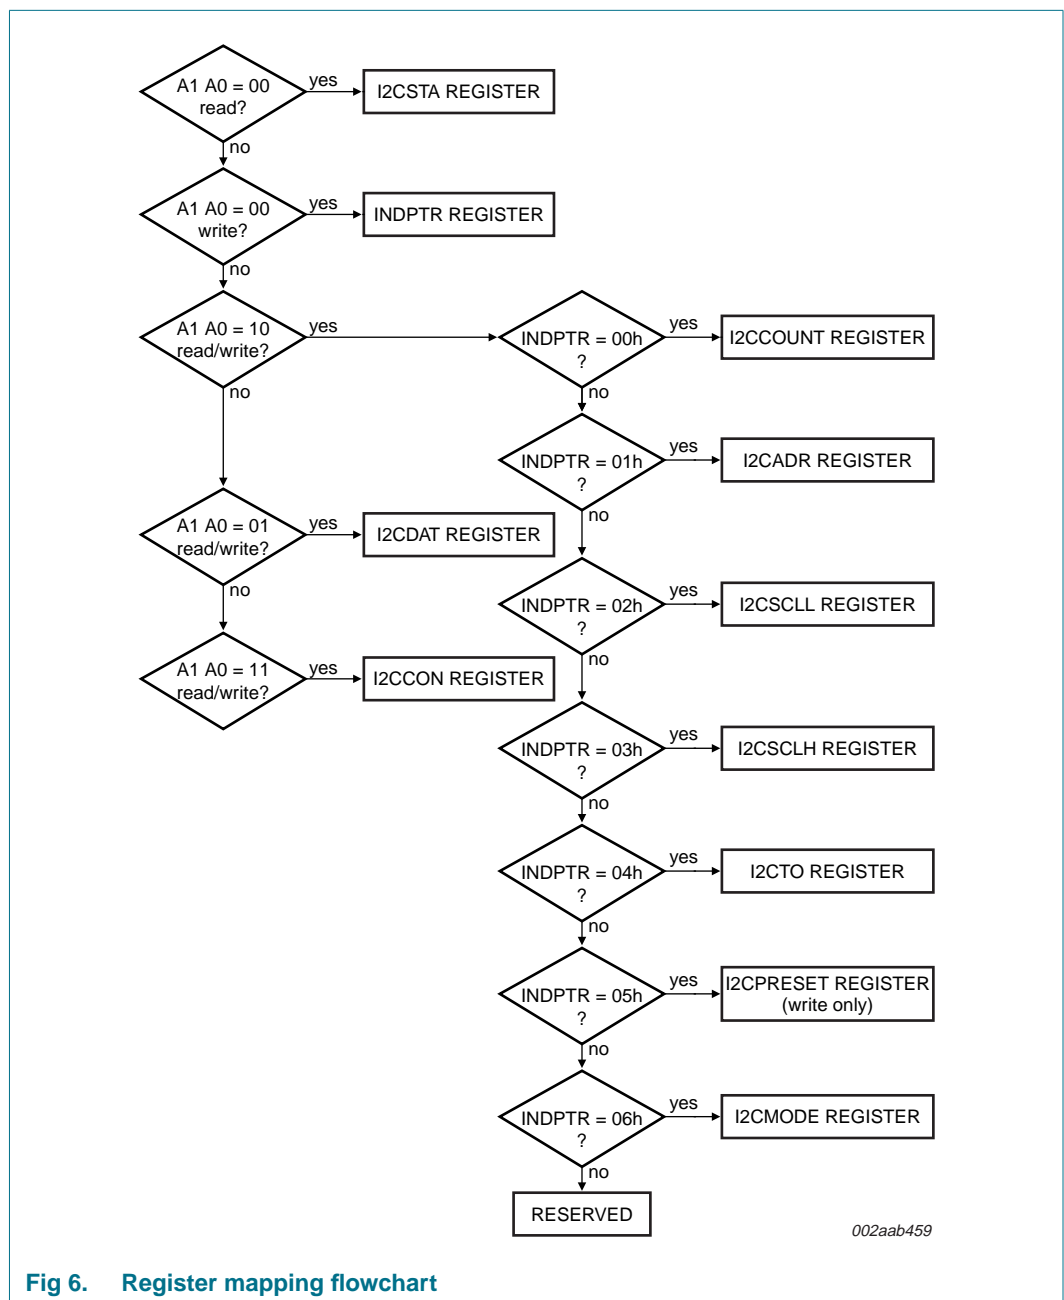 A1 A0 = 00
read?
yes
I2CSTA REGISTER
no
A1 A0 = 00
write?
yes
INDPTR REGISTER
no
A1 A0 = 10
read/write?
yes
INDPTR = 00h
?
yes
I2CCOUNT REGISTER
no
no
INDPTR = 01h
?
yes
I2CADR REGISTER
no
A1 A0 = 01
read/write?
yes
I2CDAT REGISTER
no
INDPTR = 02h
?
yes
I2CSCLL REGISTER
no
A1 A0 = 11
read/write?
yes
I2CCON REGISTER
INDPTR = 03h
?
yes
I2CSCLH REGISTER
no
INDPTR = 04h
?
yes
I2CTO REGISTER
no
INDPTR = 05h
?
yes
I2CPRESET REGISTER
(write only)
no
INDPTR = 06h
?
yes
I2CMODE REGISTER
no
RESERVED
002aab459
Fig 6. Register mapping flowchart